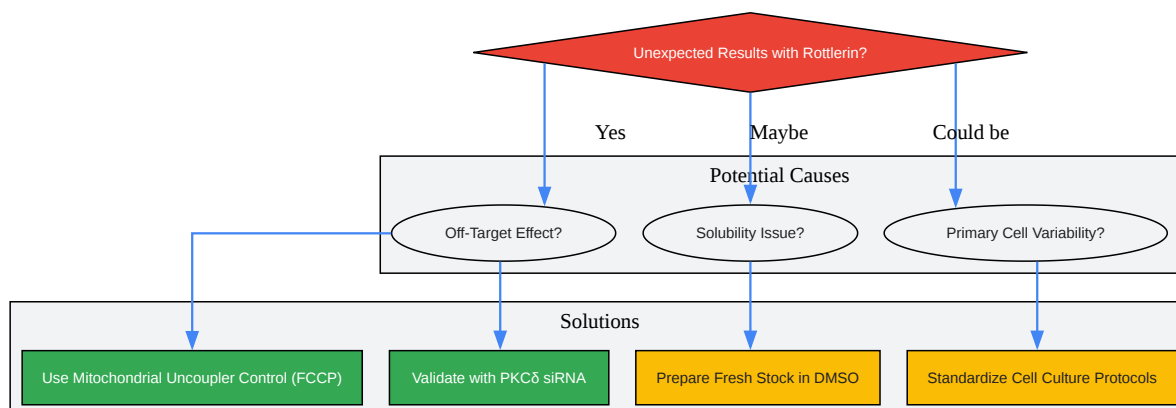 Unexpected Results with Rottlerin?
Yes
Maybe
Could be
Potential Causes
Off-Target Effect?
Solubility Issue?
Primary Cell Variability?
Solutions
Use Mitochondrial Uncoupler Control (FCCP)
Validate with PKCδ siRNA
Prepare Fresh Stock in DMSO
Standardize Cell Culture Protocols